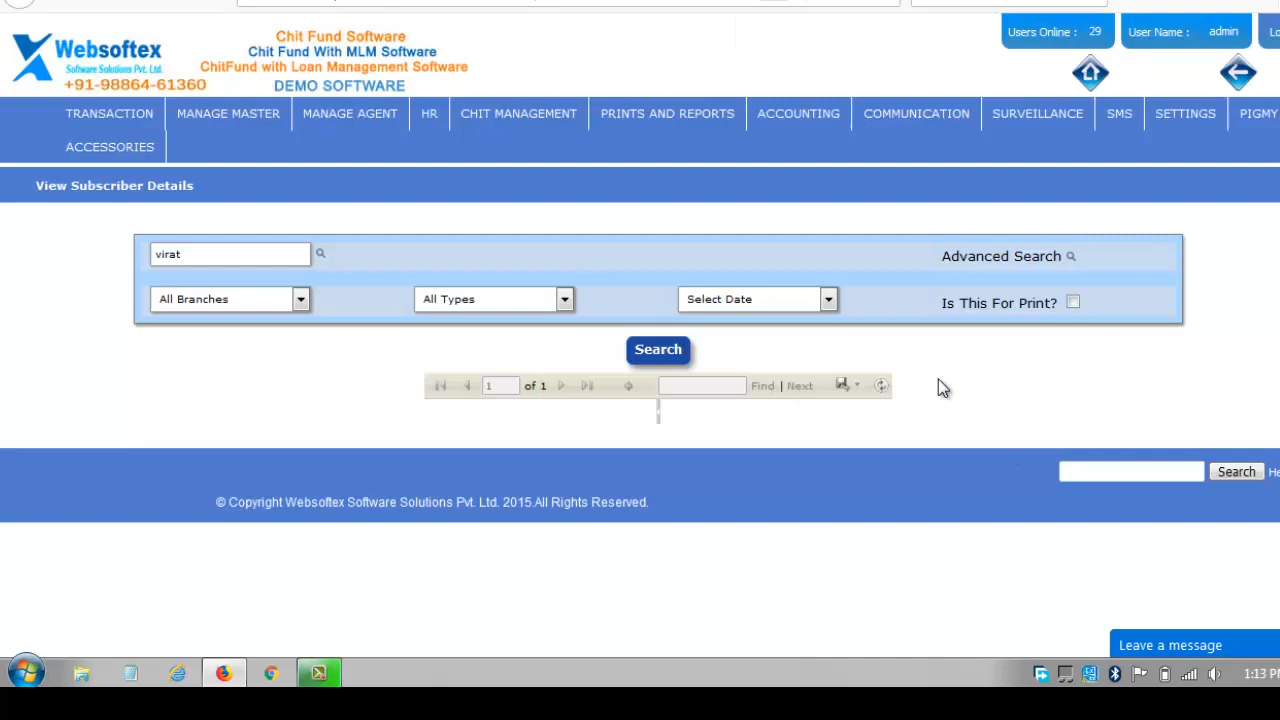 Websoftex
Software Solutions Pvt. Ltd.
+91-98864-61360
Chit Fund Software
Chit Fund With MLM Software
ChitFund with Loan Management Software
DEMO SOFTWARE
Users Online : 29
User Name : admin
Lo
TRANSACTION MANAGE MASTER MANAGE AGENT HR CHIT MANAGEMENT PRINTS AND REPORTS ACCOUNTING COMMUNICATION SURVEILLANCE SMS SETTINGS PIGMY
ACCESSORIES
View Subscriber Details
virat Advanced Search
All Branches All Types Select Date Is This For Print?
Search
1 of 1 Find | Next
Search He
© Copyright Websoftex Software Solutions Pvt. Ltd. 2015.All Rights Reserved.
Leave a message
1:13 PM